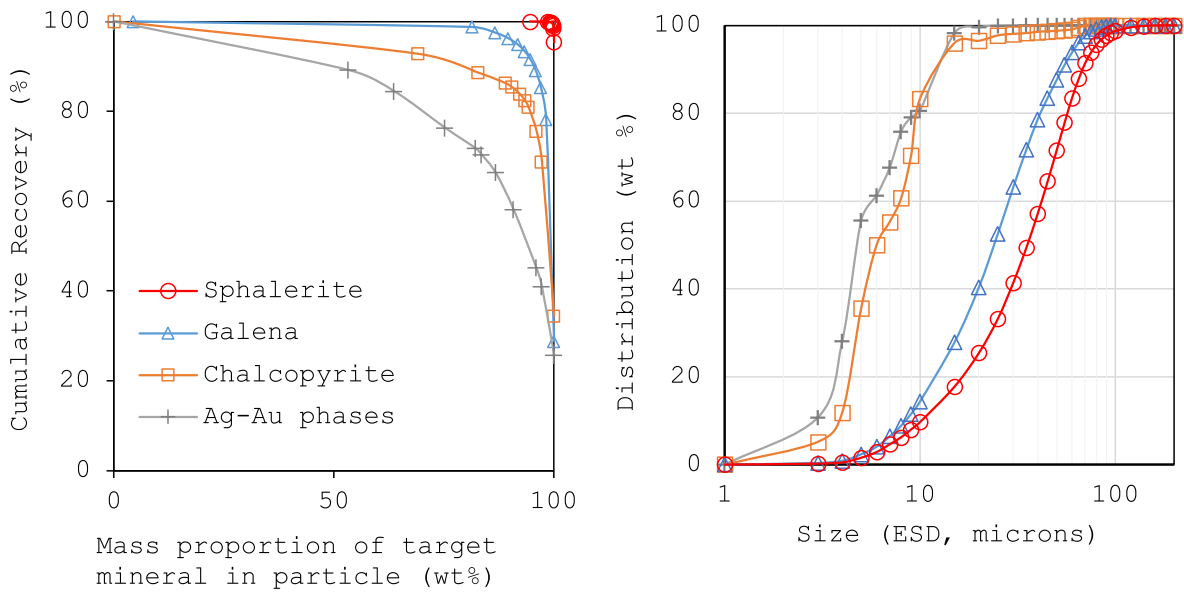 Cumulative Recovery (%)
100
80
60
40
20
0
Sphalerite
Galena
Chalcopyrite
Ag-Au phases
0 50 100
Mass proportion of target
mineral in particle (wt%)
Distribution (wt %)
100
80
60
40
20
0
1 10 100
Size (ESD, microns)